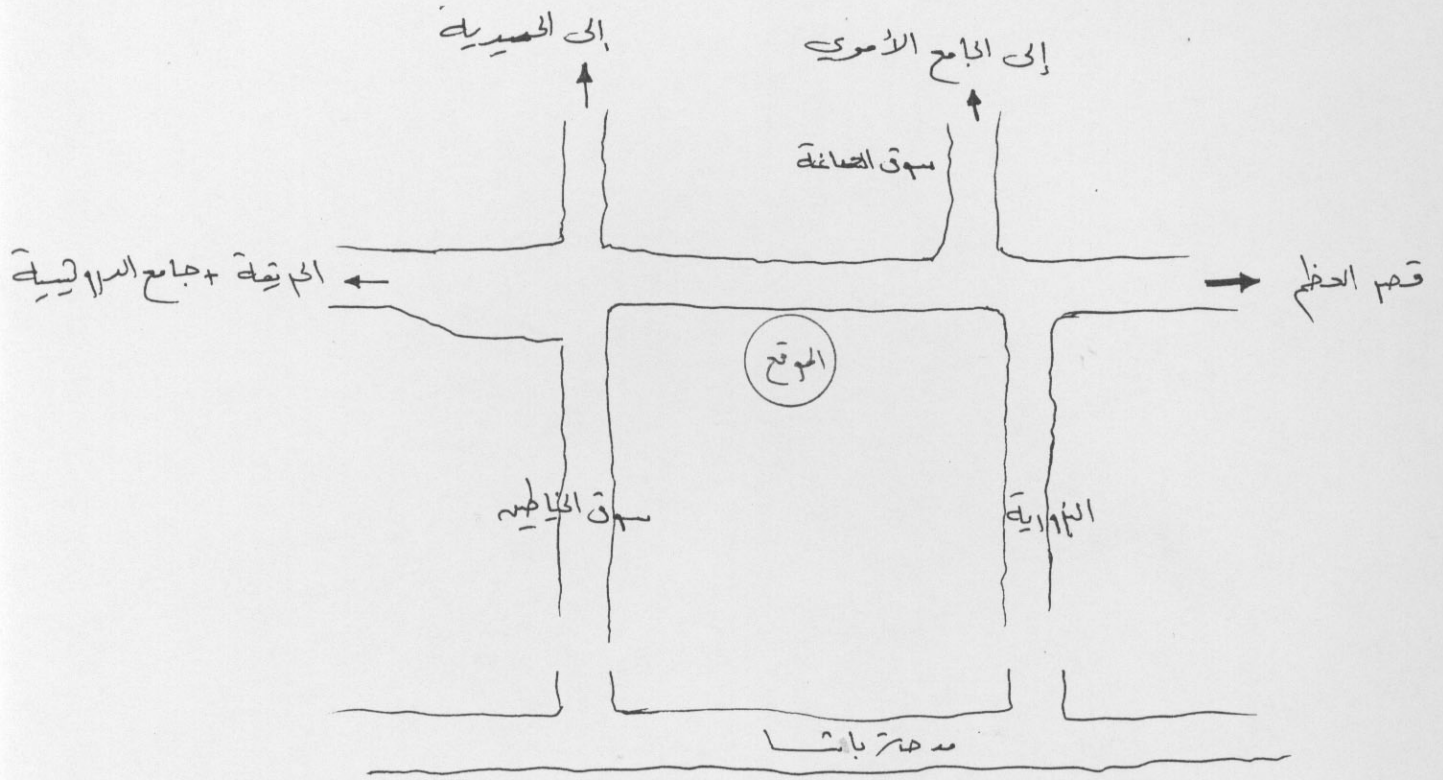 إلى الحميدية
إلى الجامع الأموي
سوق الصاغة
قصر العظم
الحريقة + جامع الدرويشية
الموقع
سوق الخياطين
البزورية
مدحت باشا